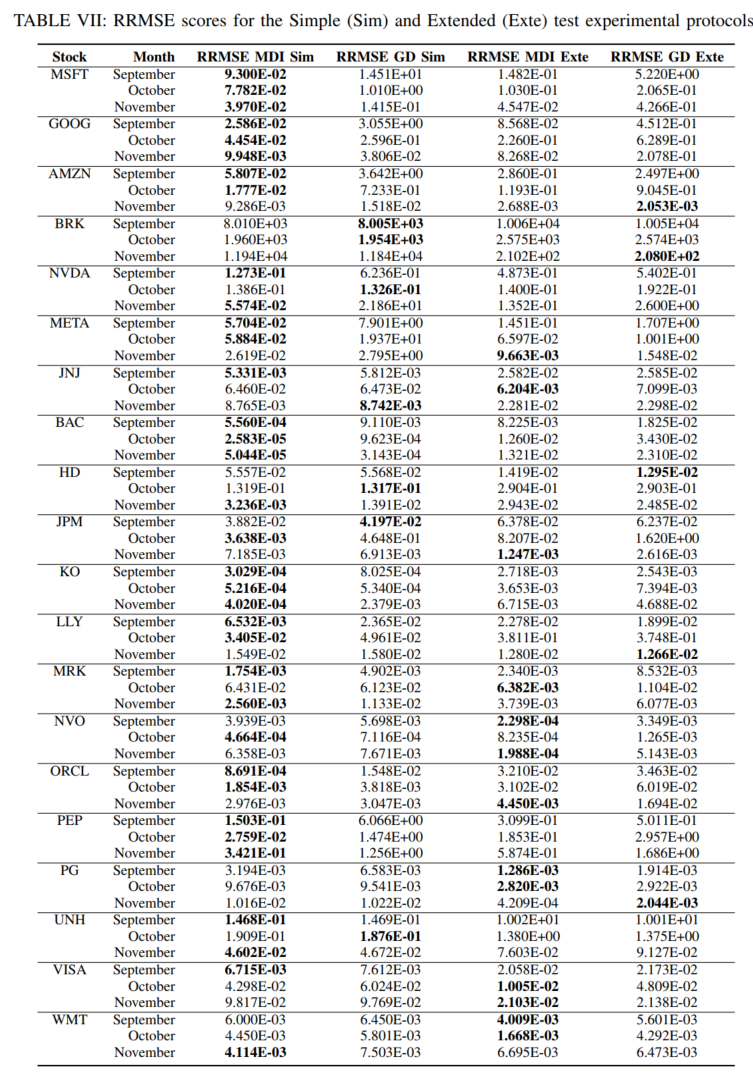 TABLE VII: RRMSE scores for the Simple (Sim) and Extended (Exte) test experimental protocols
Stock Month RRMSE MDI Sim RRMSE GD Sim RRMSE MDI Exte RRMSE GD Exte
MSFT September 9.300E-02 1.451E+01 1.482E-01 5.220E+00
October 7.782E-02 1.010E+00 1.030E-01 2.065E-01
November 3.970E-02 1.415E-01 4.547E-02 4.266E-01
GOOG September 2.586E-02 3.055E+00 8.568E-02 4.512E-01
October 4.454E-02 2.596E-01 2.260E-01 6.289E-01
November 9.948E-03 3.806E-02 8.268E-02 2.078E-01
AMZN September 5.807E-02 3.642E+00 2.860E-01 2.497E+00
October 1.777E-02 7.233E-01 1.193E-01 9.045E-01
November 9.286E-03 1.518E-02 2.688E-03 2.053E-03
BRK September 8.010E+03 8.005E+03 1.006E+04 1.005E+04
October 1.960E+03 1.954E+03 2.575E+03 2.574E+03
November 1.194E+04 1.184E+04 2.102E+02 2.080E+02
NVDA September 1.273E-01 6.236E-01 4.873E-01 5.402E-01
October 1.386E-01 1.326E-01 1.400E-01 1.922E-01
November 5.574E-02 2.186E+01 1.352E-01 2.600E+00
META September 5.704E-02 7.901E+00 1.451E-01 1.707E+00
October 5.884E-02 1.937E+01 6.597E-02 1.001E+00
November 2.619E-02 2.795E+00 9.663E-03 1.548E-02
JNJ September 5.331E-03 5.812E-03 2.582E-02 2.585E-02
October 6.460E-02 6.473E-02 6.204E-03 7.099E-03
November 8.765E-03 8.742E-03 2.281E-02 2.298E-02
BAC September 5.560E-04 9.110E-03 8.225E-03 1.825E-02
October 2.583E-05 9.623E-04 1.260E-02 3.430E-02
November 5.044E-05 3.143E-04 1.321E-02 2.310E-02
HD September 5.557E-02 5.568E-02 1.419E-02 1.295E-02
October 1.319E-01 1.317E-01 2.904E-01 2.903E-01
November 3.236E-03 1.391E-02 2.943E-02 2.485E-02
JPM September 3.882E-02 4.197E-02 6.378E-02 6.237E-02
October 3.638E-03 4.648E-01 8.207E-02 1.620E+00
November 7.185E-03 6.913E-03 1.247E-03 2.616E-03
KO September 3.029E-04 8.025E-04 2.718E-03 2.543E-03
October 5.216E-04 5.340E-04 3.653E-03 7.394E-03
November 4.020E-04 2.379E-03 6.715E-03 4.688E-02
LLY September 6.532E-03 2.365E-02 2.278E-02 1.899E-02
October 3.405E-02 4.961E-02 3.811E-01 3.748E-01
November 1.549E-02 1.580E-02 1.280E-02 1.266E-02
MRK September 1.754E-03 4.902E-03 2.340E-03 8.532E-03
October 6.431E-02 6.123E-02 6.382E-03 1.104E-02
November 2.560E-03 1.133E-02 3.739E-03 6.077E-03
NVO September 3.939E-03 5.698E-03 2.298E-04 3.349E-03
October 4.664E-04 7.116E-04 8.235E-04 1.265E-03
November 6.358E-03 7.671E-03 1.988E-04 5.143E-03
ORCL September 8.691E-04 1.548E-02 3.210E-02 3.463E-02
October 1.854E-03 3.818E-03 3.102E-02 6.019E-02
November 2.976E-03 3.047E-03 4.450E-03 1.694E-02
PEP September 1.503E-01 6.066E+00 3.099E-01 5.011E-01
October 2.759E-02 1.474E+00 1.853E-01 2.957E+00
November 3.421E-01 1.256E+00 5.874E-01 1.686E+00
PG September 3.194E-03 6.583E-03 1.286E-03 1.914E-03
October 9.676E-03 9.541E-03 2.820E-03 2.922E-03
November 1.016E-02 1.022E-02 4.209E-04 2.044E-03
UNH September 1.468E-01 1.469E-01 1.002E+01 1.001E+01
October 1.909E-01 1.876E-01 1.380E+00 1.375E+00
November 4.602E-02 4.672E-02 7.603E-02 9.127E-02
VISA September 6.715E-03 7.612E-03 2.058E-02 2.173E-02
October 4.298E-02 6.024E-02 1.005E-02 4.809E-02
November 9.817E-02 9.769E-02 2.103E-02 2.138E-02
WMT September 6.000E-03 6.450E-03 4.009E-03 5.601E-03
October 4.450E-03 5.801E-03 1.668E-03 4.292E-03
November 4.114E-03 7.503E-03 6.695E-03 6.473E-03